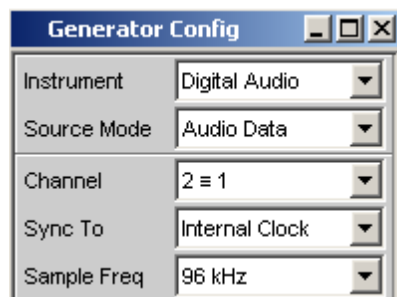 Generator Config
Instrument Digital Audio
Source Mode Audio Data
Channel 2 ≡ 1
Sync To Internal Clock
Sample Freq 96 kHz